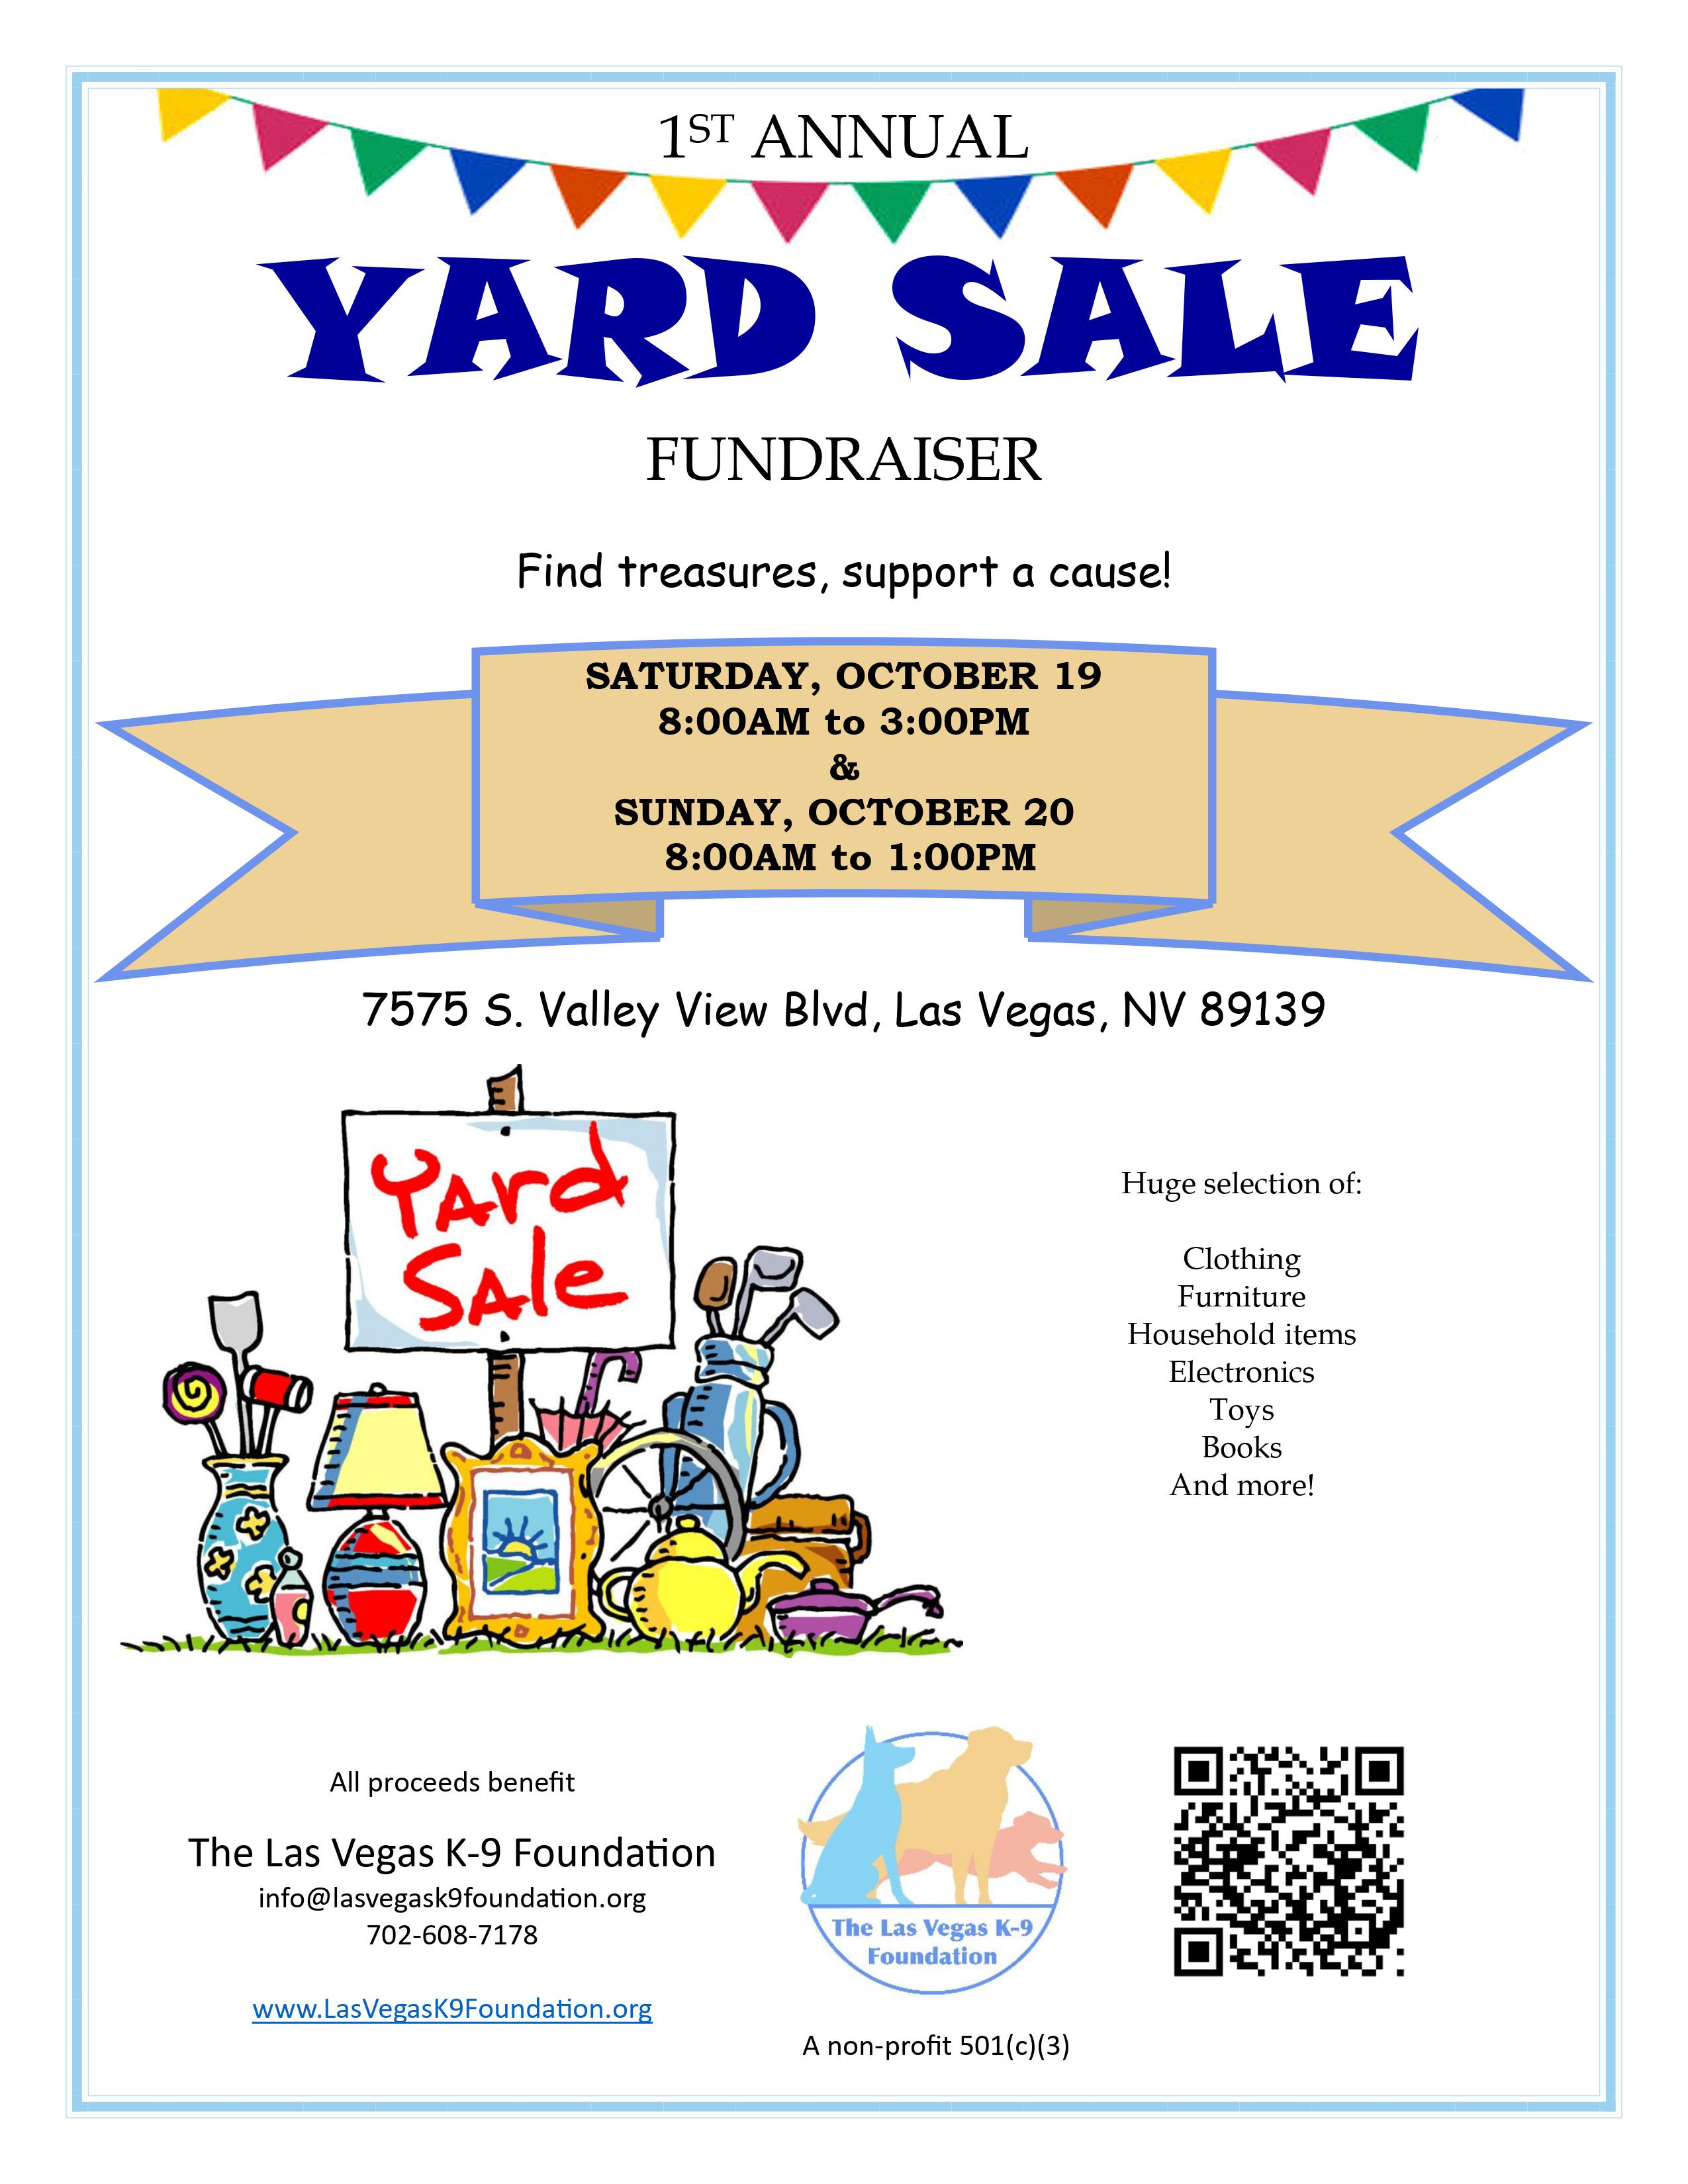 1ST ANNUAL
YARD SALE
FUNDRAISER
Find treasures, support a cause!
SATURDAY, OCTOBER 19
8:00AM to 3:00PM
&
SUNDAY, OCTOBER 20
8:00AM to 1:00PM
7575 S. Valley View Blvd, Las Vegas, NV 89139
Yard
Sale
Huge selection of:
Clothing
Furniture
Household items
Electronics
Toys
Books
And more!
All proceeds benefit
The Las Vegas K-9 Foundation
info@lasvegask9foundation.org
702-608-7178
www.LasVegasK9Foundation.org
The Las Vegas K-9
Foundation
A non-profit 501(c)(3)